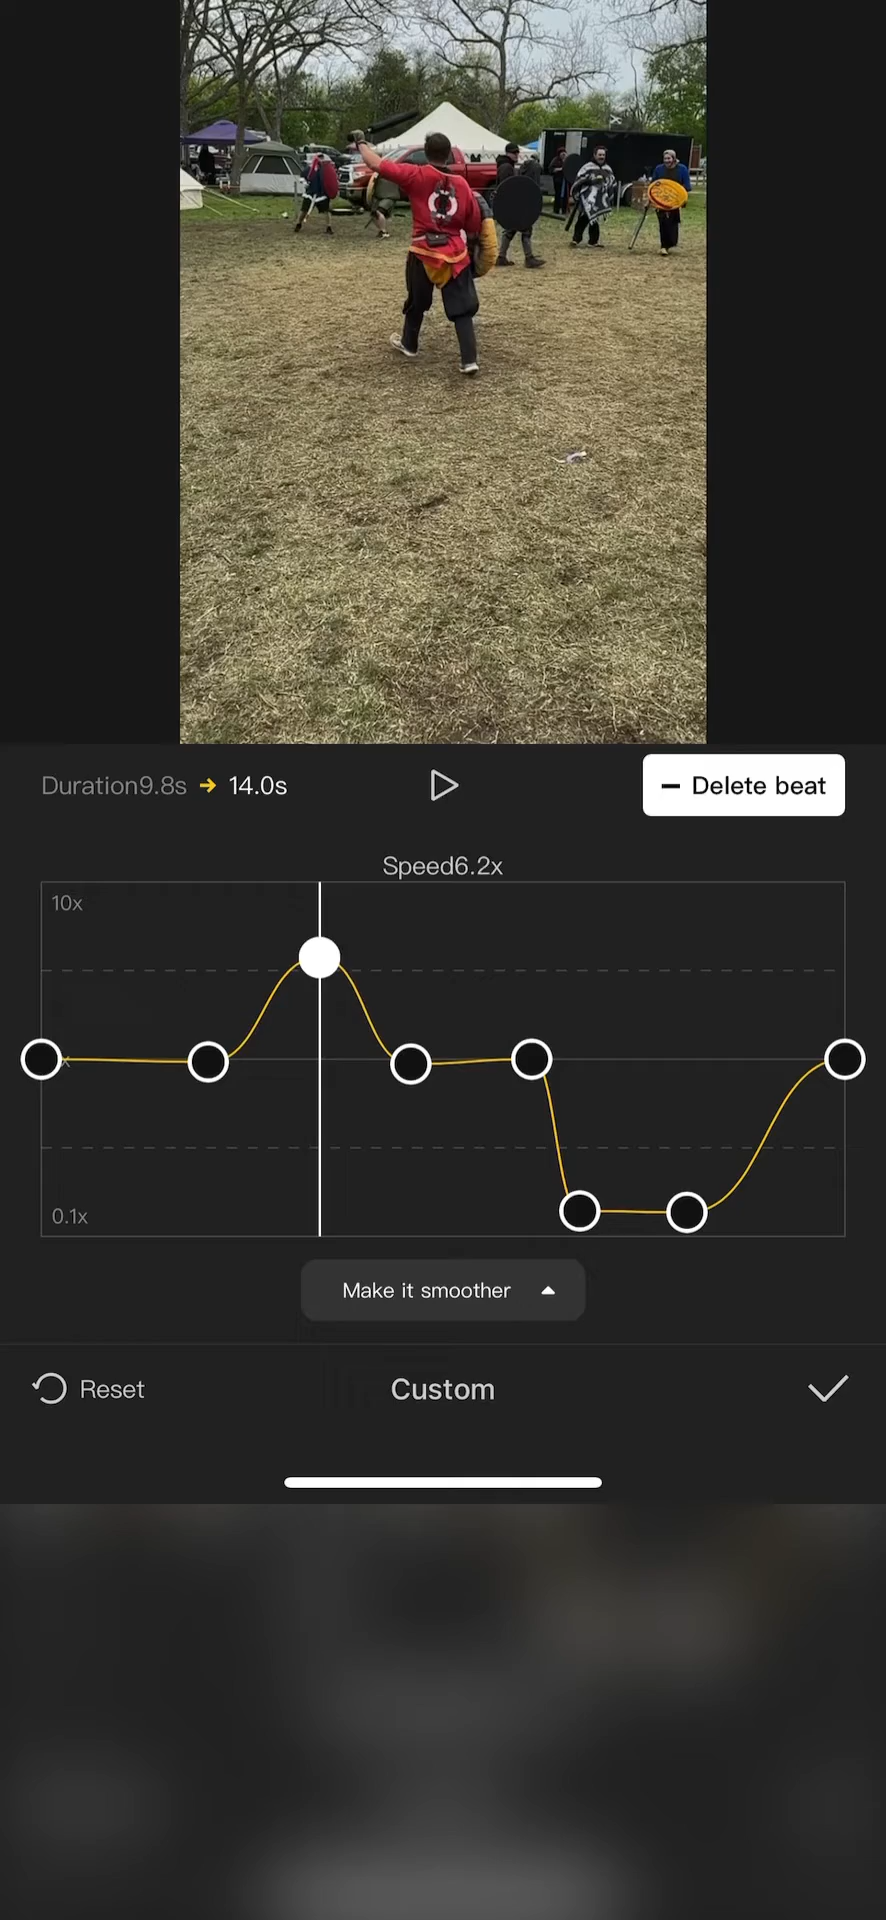 Duration9.8s → 14.0s
− Delete beat
Speed6.2x
10x
0.1x
Make it smoother
Reset
Custom